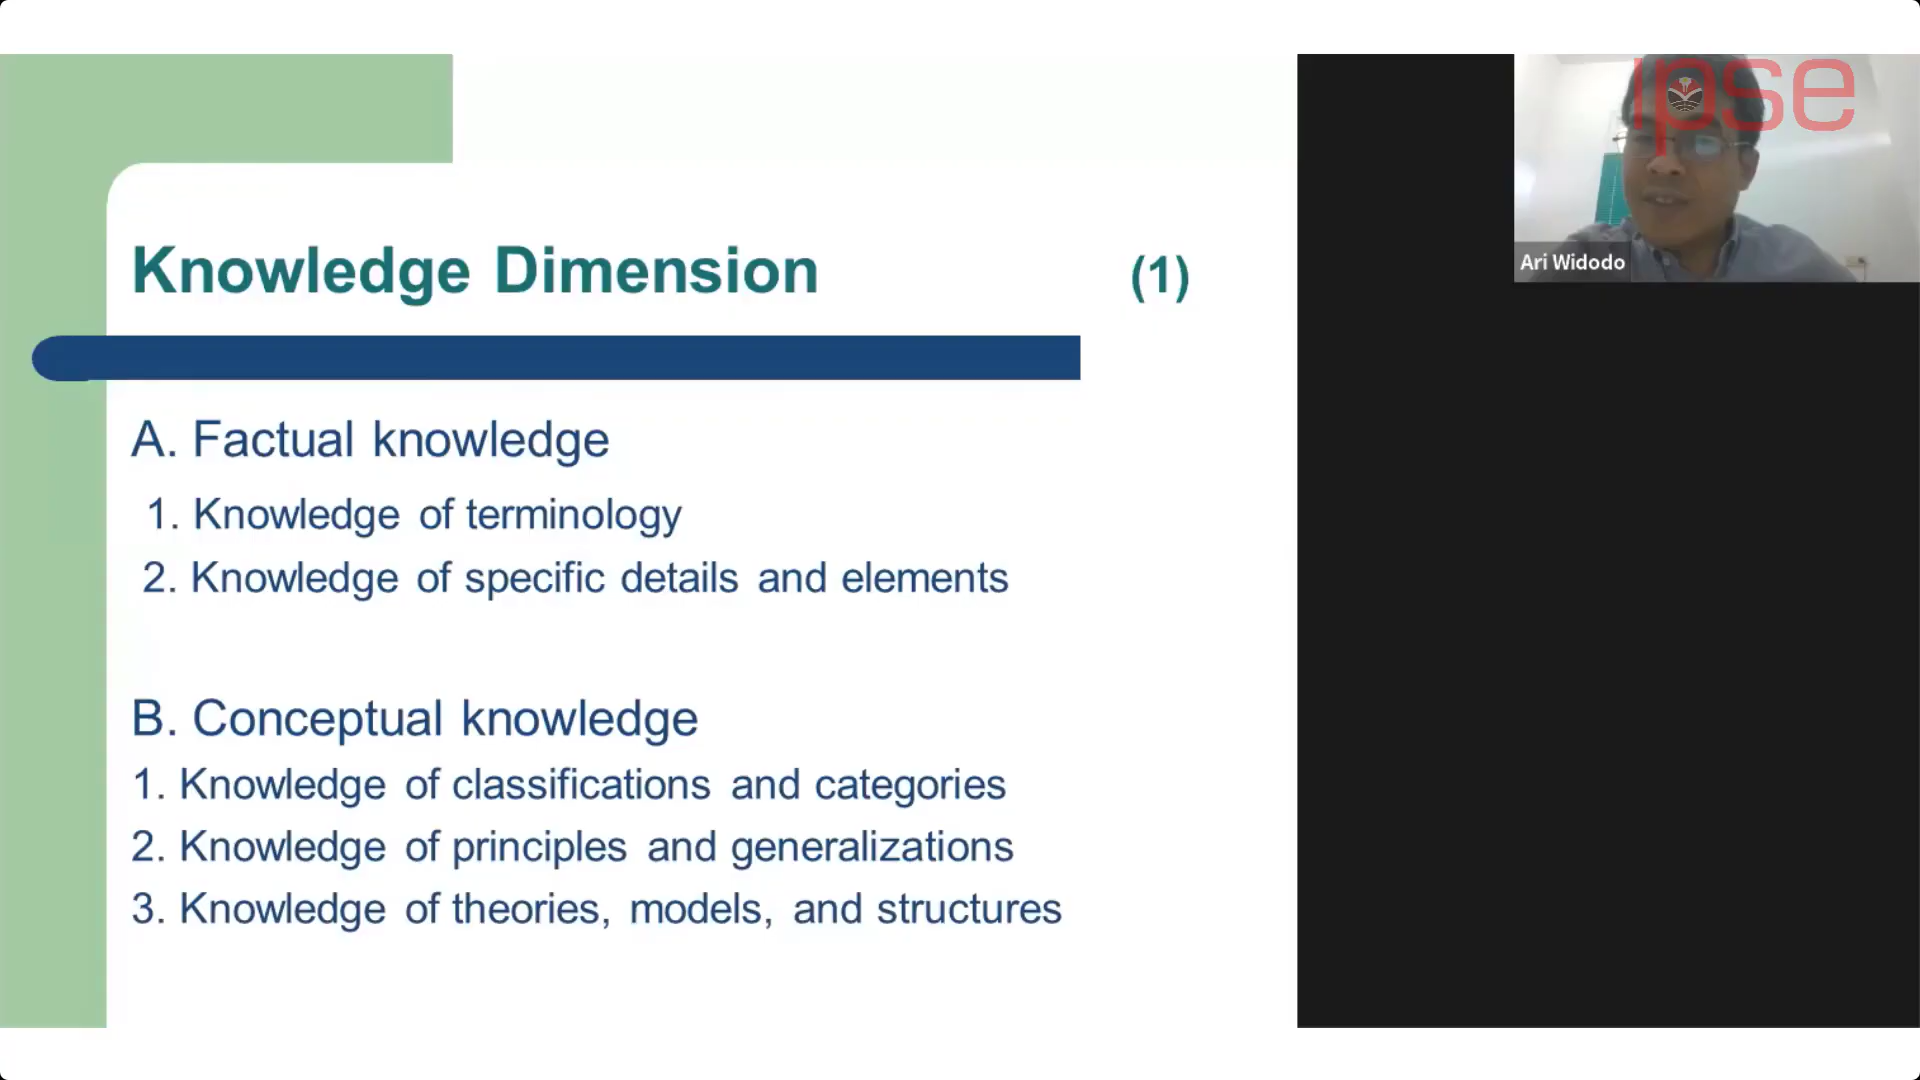 Knowledge Dimension (1)
A. Factual knowledge
1. Knowledge of terminology
2. Knowledge of specific details and elements
B. Conceptual knowledge
1. Knowledge of classifications and categories
2. Knowledge of principles and generalizations
3. Knowledge of theories, models, and structures
ipse
Ari Widodo